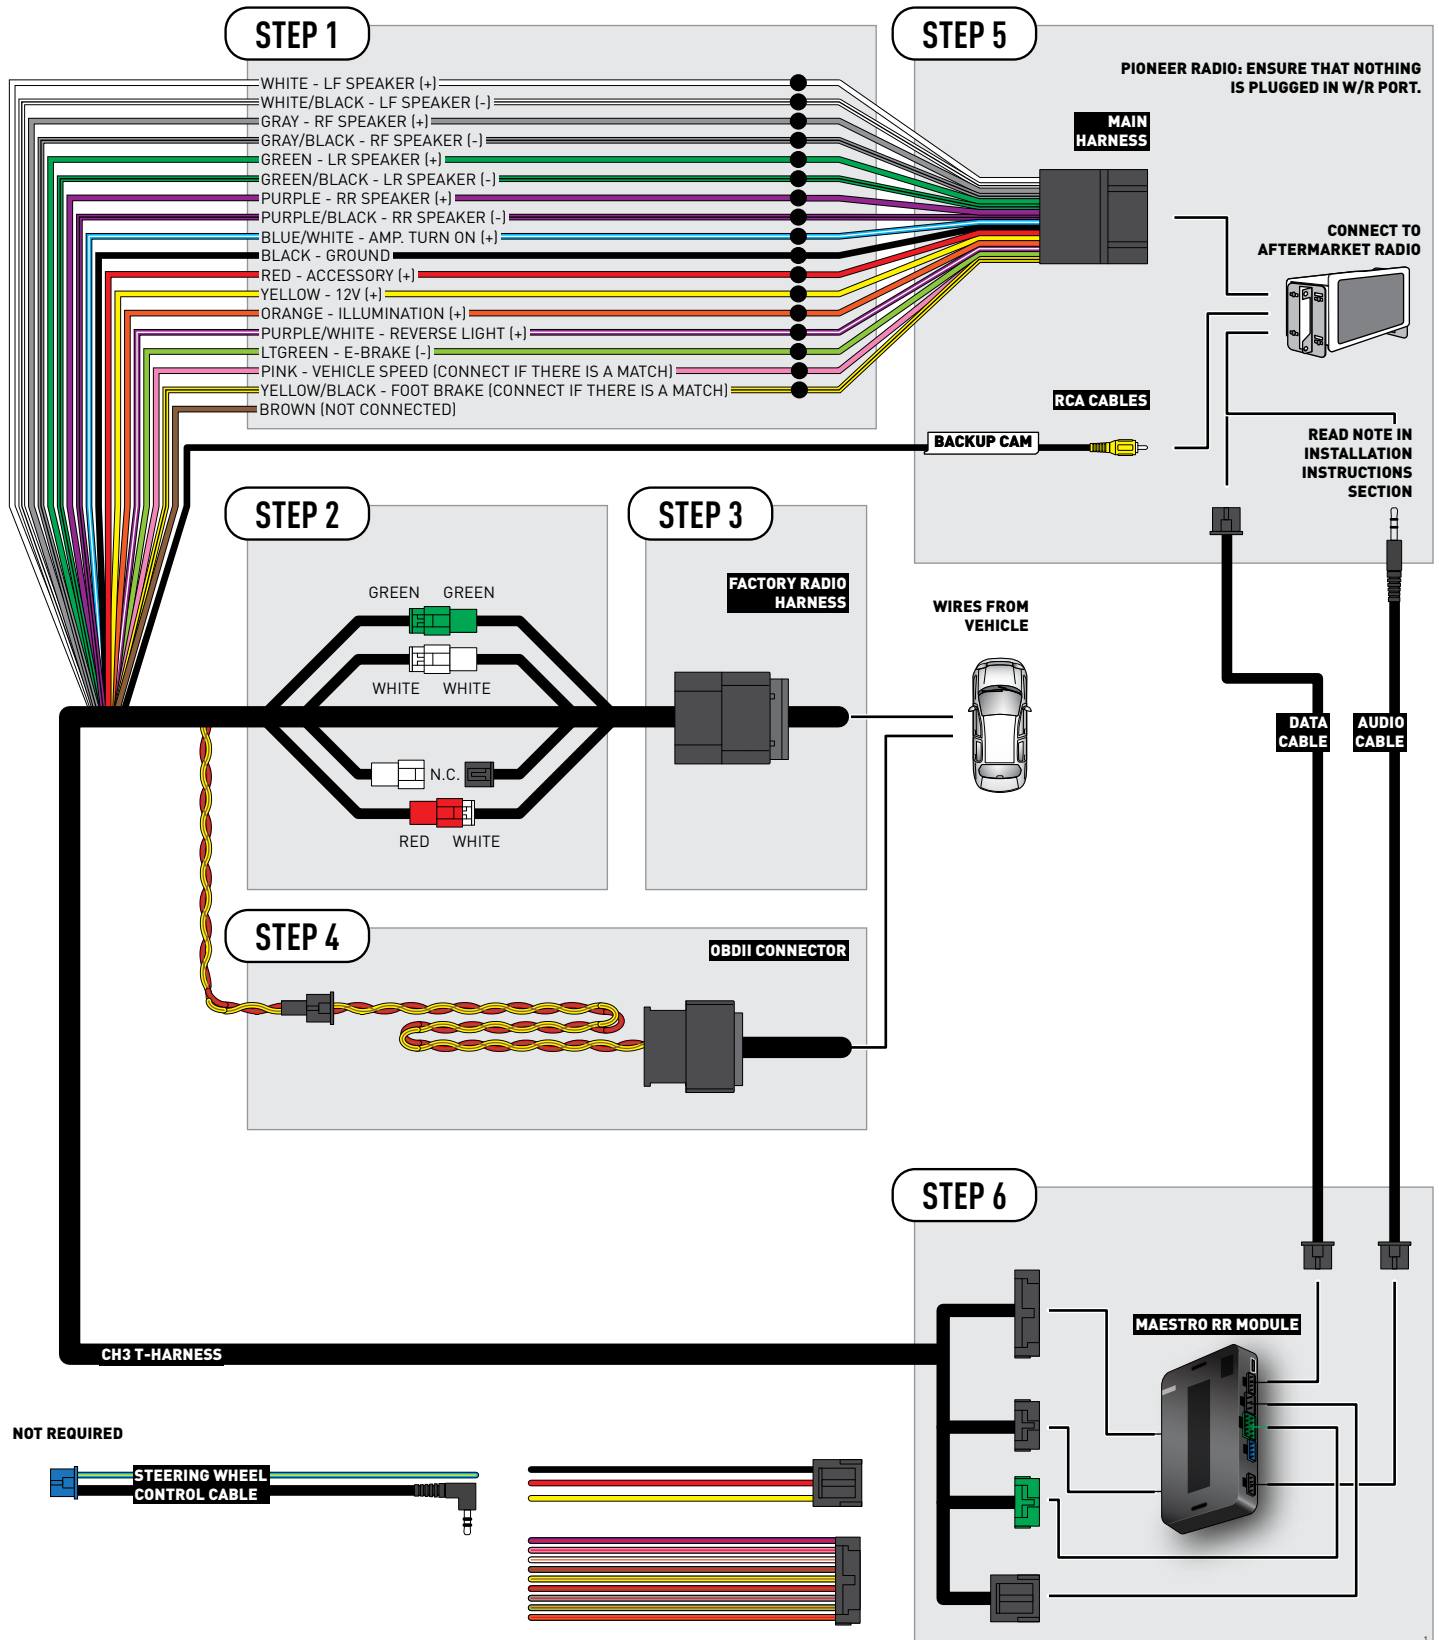 STEP 1
WHITE - LF SPEAKER (+)
WHITE/BLACK - LF SPEAKER (-)
GRAY - RF SPEAKER (+)
GRAY/BLACK - RF SPEAKER (-)
GREEN - LR SPEAKER (+)
GREEN/BLACK - LR SPEAKER (-)
PURPLE - RR SPEAKER (+)
PURPLE/BLACK - RR SPEAKER (-)
BLUE/WHITE - AMP. TURN ON (+)
BLACK - GROUND
RED - ACCESSORY (+)
YELLOW - 12V (+)
ORANGE - ILLUMINATION (+)
PURPLE/WHITE - REVERSE LIGHT (+)
LTGREEN - E-BRAKE (-)
PINK - VEHICLE SPEED (CONNECT IF THERE IS A MATCH)
YELLOW/BLACK - FOOT BRAKE (CONNECT IF THERE IS A MATCH)
BROWN (NOT CONNECTED)
STEP 5
PIONEER RADIO: ENSURE THAT NOTHING
IS PLUGGED IN W/R PORT.
MAIN
HARNESS
CONNECT TO
AFTERMARKET RADIO
RCA CABLES
BACKUP CAM
READ NOTE IN
INSTALLATION
INSTRUCTIONS
SECTION
STEP 2
GREEN GREEN
WHITE WHITE
N.C.
RED WHITE
STEP 3
FACTORY RADIO
HARNESS
WIRES FROM
VEHICLE
DATA
CABLE
AUDIO
CABLE
STEP 4
OBDII CONNECTOR
STEP 6
MAESTRO RR MODULE
CH3 T-HARNESS
NOT REQUIRED
STEERING WHEEL
CONTROL CABLE
1